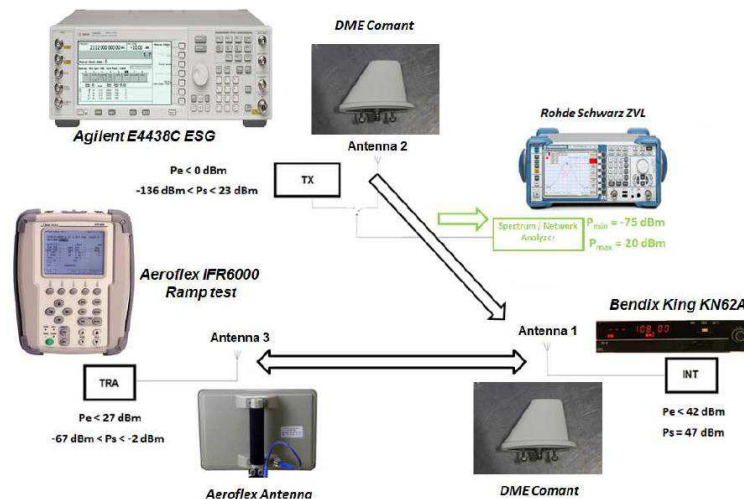 DME Comant
Agilent E4438C ESG
Antenna 2
Rohde Schwarz ZVL
Pe < 0 dBm
-136 dBm < Ps < 23 dBm
TX
Spectrum / Network
Analyzer
Pmin = -75 dBm
Pmax = 20 dBm
Aeroflex IFR6000
Ramp test
Bendix King KN62A
Antenna 3
Antenna 1
108.00
TRA
INT
Pe < 27 dBm
-67 dBm < Ps < -2 dBm
Pe < 42 dBm
Ps = 47 dBm
Aeroflex Antenna
DME Comant